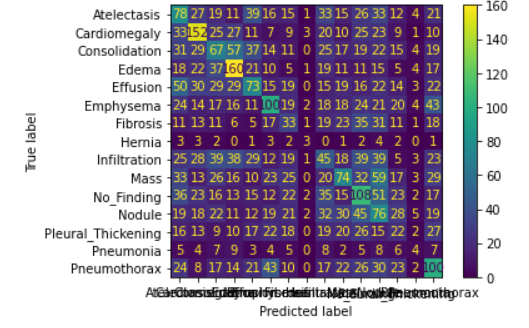 Atelectasis 78 27 19 11 39 16 15 1 33 15 26 33 12 4 21
Cardiomegaly 33 152 25 27 11 7 9 3 20 10 25 23 9 1 10
Consolidation 31 29 67 57 37 14 11 0 25 17 19 22 15 4 19
Edema 18 22 37 160 21 10 5 1 19 11 11 15 5 4 17
Effusion 50 30 29 29 73 15 19 0 15 19 16 22 14 3 22
Emphysema 24 14 17 16 11 100 19 2 18 18 24 21 20 4 43
Fibrosis 11 13 11 6 5 17 33 1 19 23 35 31 11 1 18
Hernia 3 3 2 0 1 3 2 3 0 1 2 4 2 0 1
Infiltration 25 28 39 38 29 12 19 1 45 18 39 39 5 3 23
Mass 33 13 26 16 10 23 25 0 20 74 32 59 17 3 29
No_Finding 36 23 16 13 15 12 22 2 35 15 108 51 23 2 17
Nodule 19 18 22 11 12 19 21 2 32 30 45 76 28 5 19
Pleural_Thickening 16 13 9 10 17 22 18 0 19 20 26 15 22 2 27
Pneumonia 5 4 7 9 3 4 5 0 8 2 5 8 6 4 7
Pneumothorax 24 8 17 14 21 43 10 0 17 22 26 30 23 2 100
True label
Predicted label
160
140
120
100
80
60
40
20
0